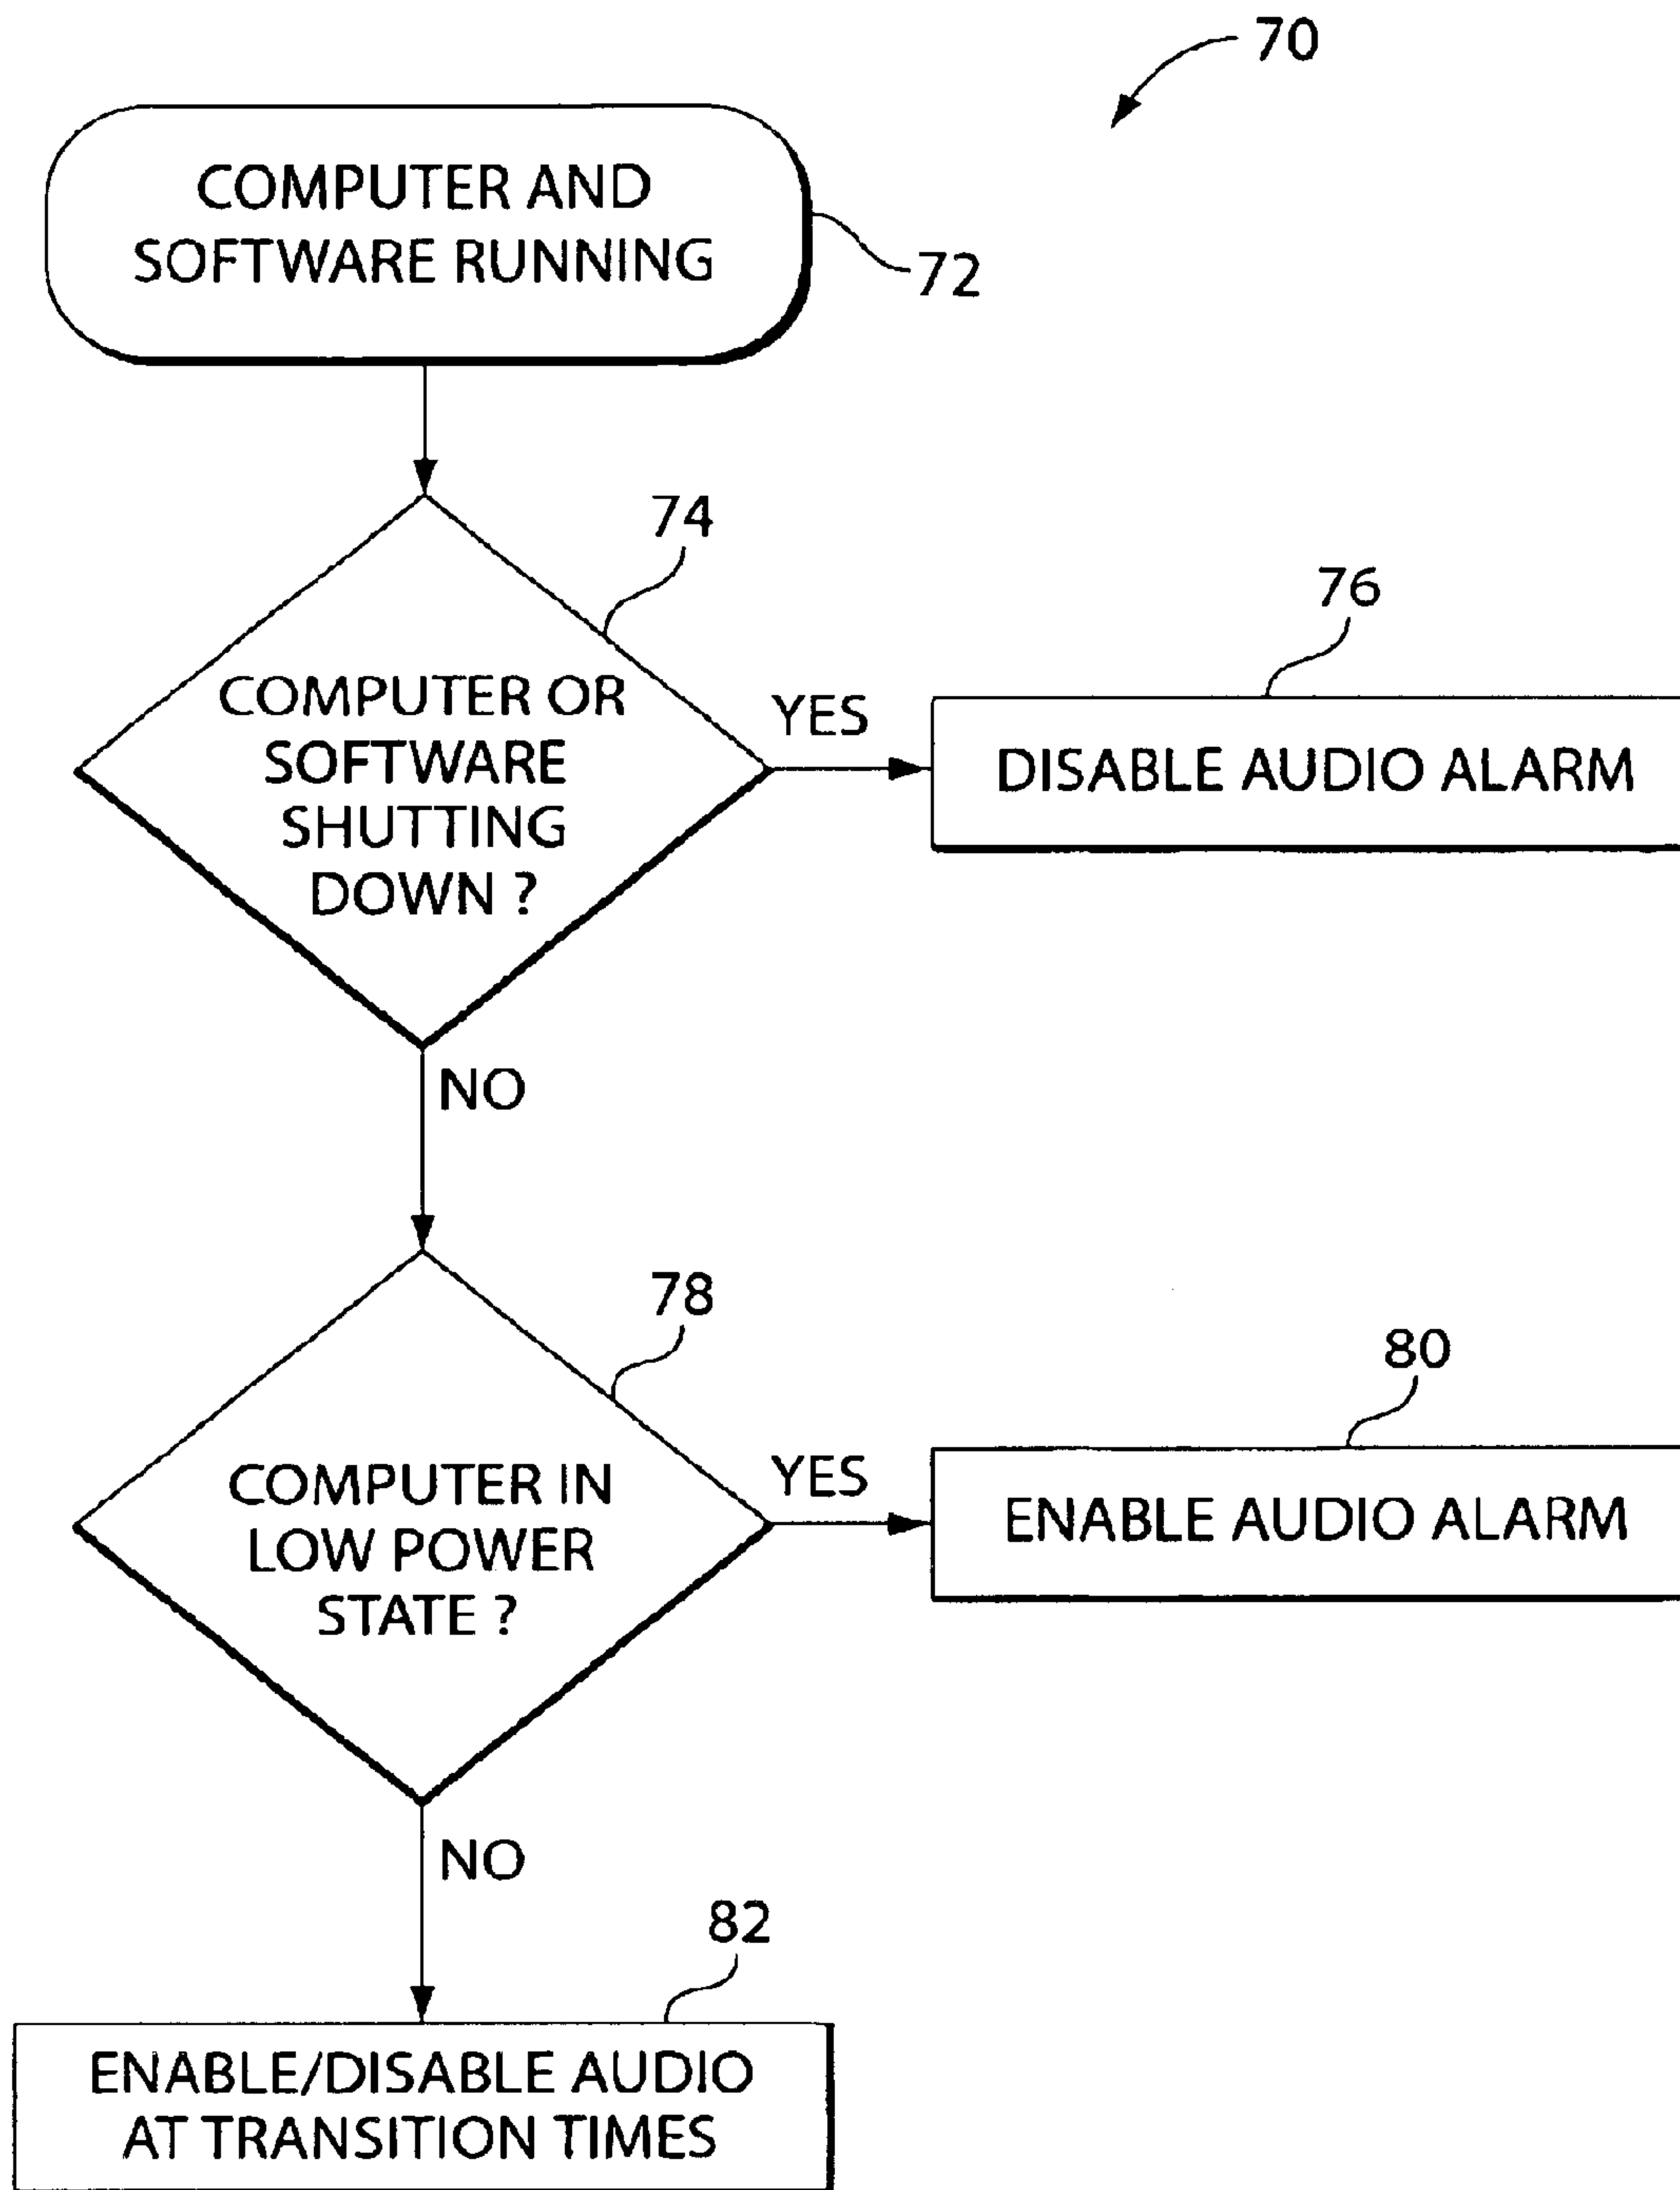 70
COMPUTER AND
SOFTWARE RUNNING
72
74
COMPUTER OR
SOFTWARE
SHUTTING
DOWN ?
YES
76
DISABLE AUDIO ALARM
NO
78
COMPUTER IN
LOW POWER
STATE ?
YES
80
ENABLE AUDIO ALARM
NO
82
ENABLE/DISABLE AUDIO
AT TRANSITION TIMES